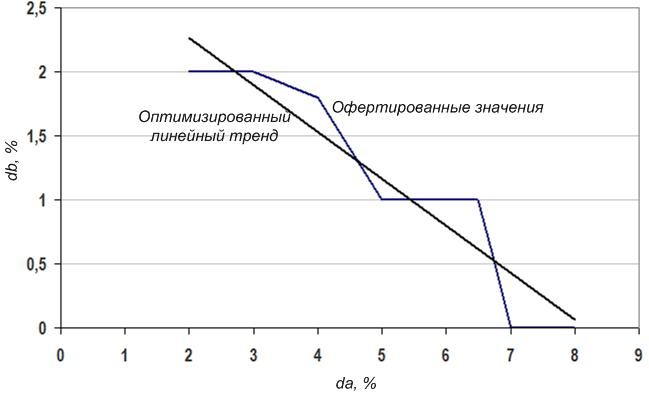 2,5
2
1,5
1
0,5
0
db, %
Оптимизированный
линейный тренд
Офертированные значения
0 1 2 3 4 5 6 7 8 9
da, %